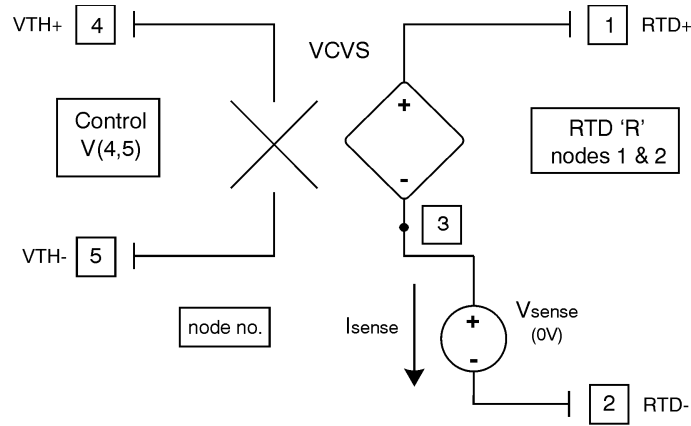 VTH+ 4
1 RTD+
VCVS
+
-
Control
V(4,5)
RTD ‘R’
nodes 1 & 2
3
VTH- 5
node no.
Isense
+
-
Vsense
(0V)
2 RTD-